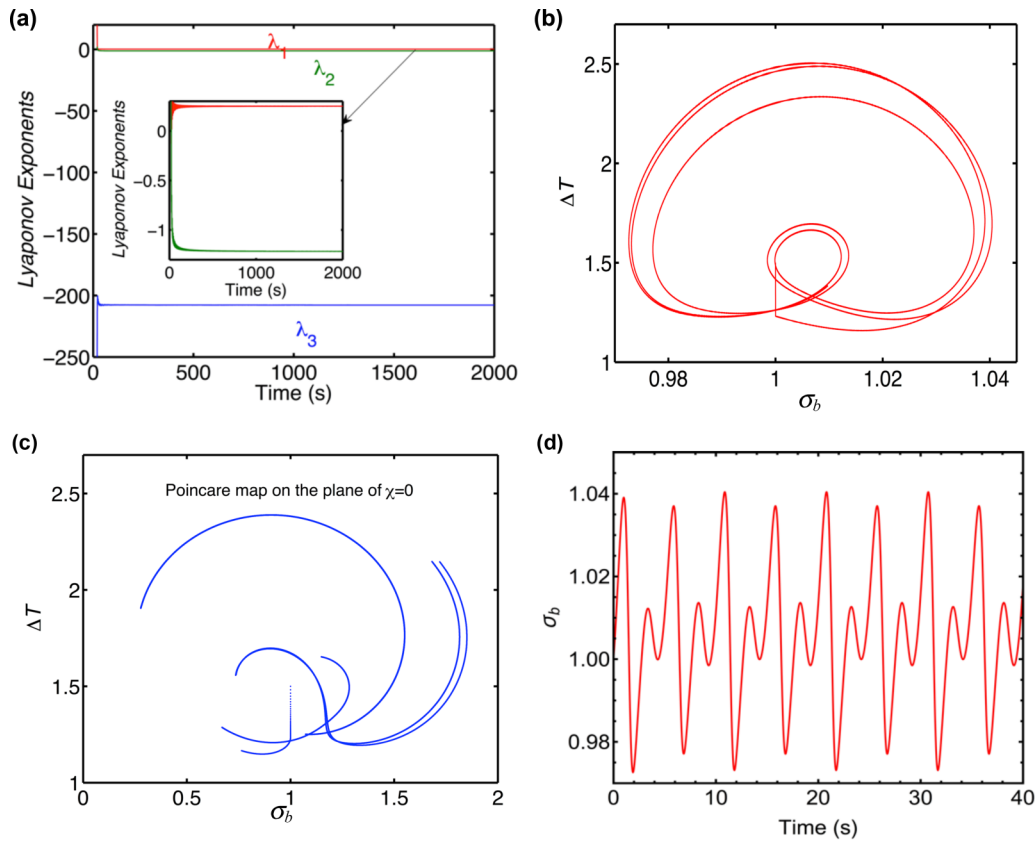 (a)
0
−50
−100
−150
−200
−250
Lyaponov Exponents
λ1
λ2
λ3
0
−0.5
−1
Lyaponov Exponents
0
1000
2000
Time (s)
0
500
1000
1500
2000
Time (s)
(b)
2.5
2
1.5
1
ΔT
0.98
1
1.02
1.04
σb
(c)
Poincare map on the plane of χ=0
2.5
2
1.5
1
ΔT
0
0.5
1
1.5
2
σb
(d)
1.04
1.02
1.00
0.98
σb
0
10
20
30
40
Time (s)